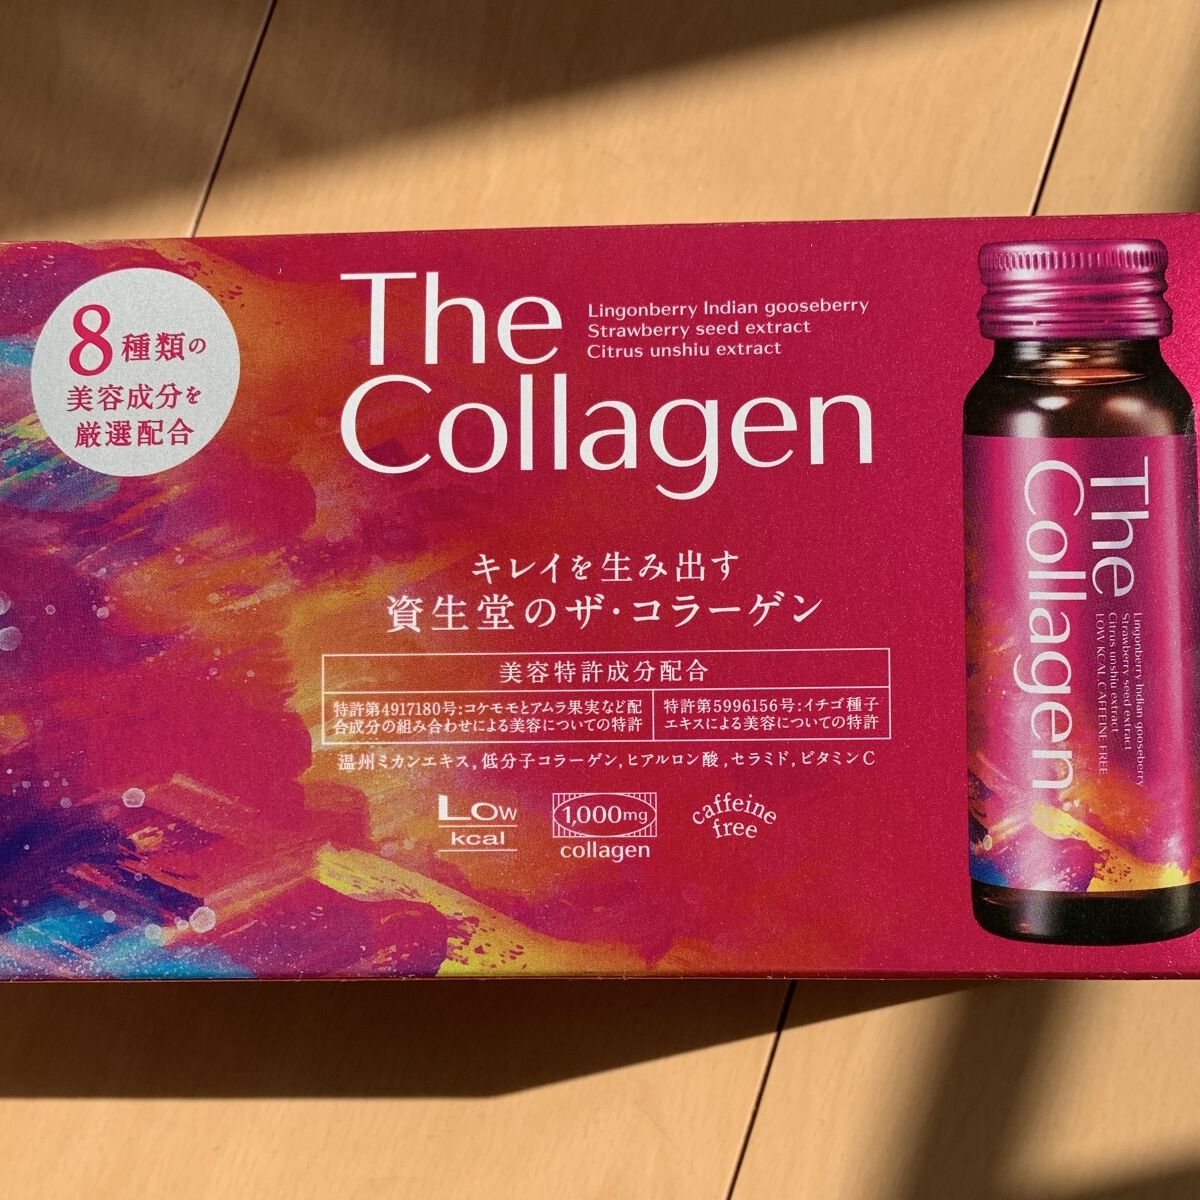 8種類の
美容成分を
厳選配合
The
Collagen
Lingonberry Indian gooseberry
Strawberry seed extract
Citrus unshiu extract
キレイを生み出す
資生堂のザ・コラーゲン
美容特許成分配合
特許第4917180号:コケモモとアムラ果実など配
合成分の組み合わせによる美容についての特許
特許第5996156号:イチゴ種子
エキスによる美容についての特許
温州ミカンエキス,低分子コラーゲン,ヒアルロン酸,セラミド,ビタミンC
Low
kcal
1,000mg
collagen
caffeine
free
The
Collagen
Lingonberry Indian gooseberry
Strawberry seed extract
Citrus unshiu extract
LOW KCAL CAFFEINE FREE